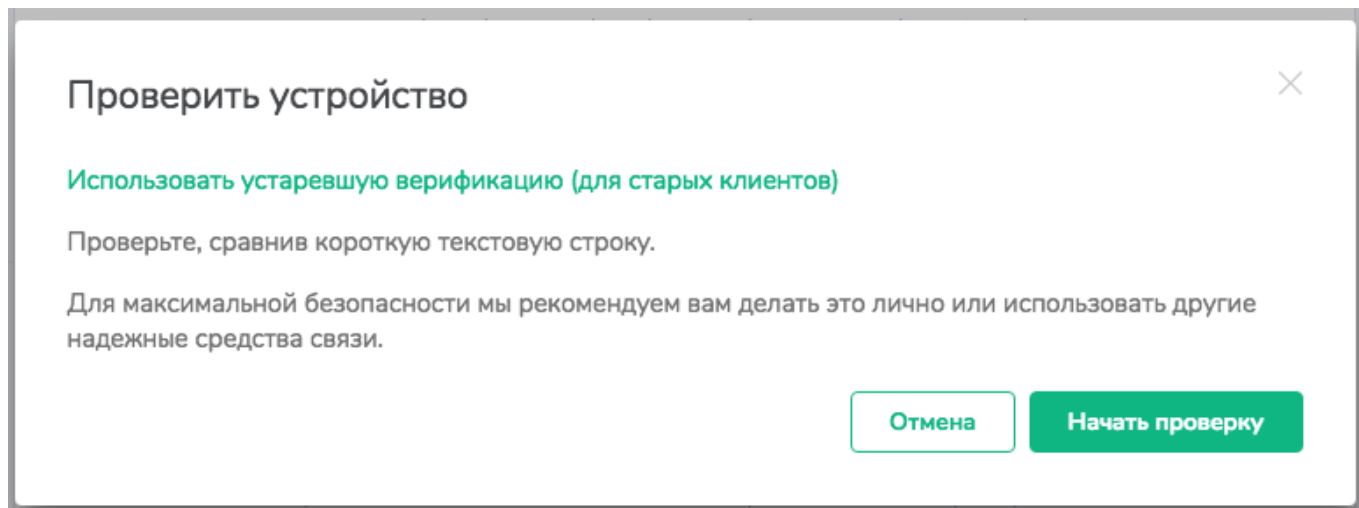 Проверить устройство
Использовать устаревшую верификацию (для старых клиентов)
Проверьте, сравнив короткую текстовую строку.
Для максимальной безопасности мы рекомендуем вам делать это лично или использовать другие
надежные средства связи.
Отмена
Начать проверку